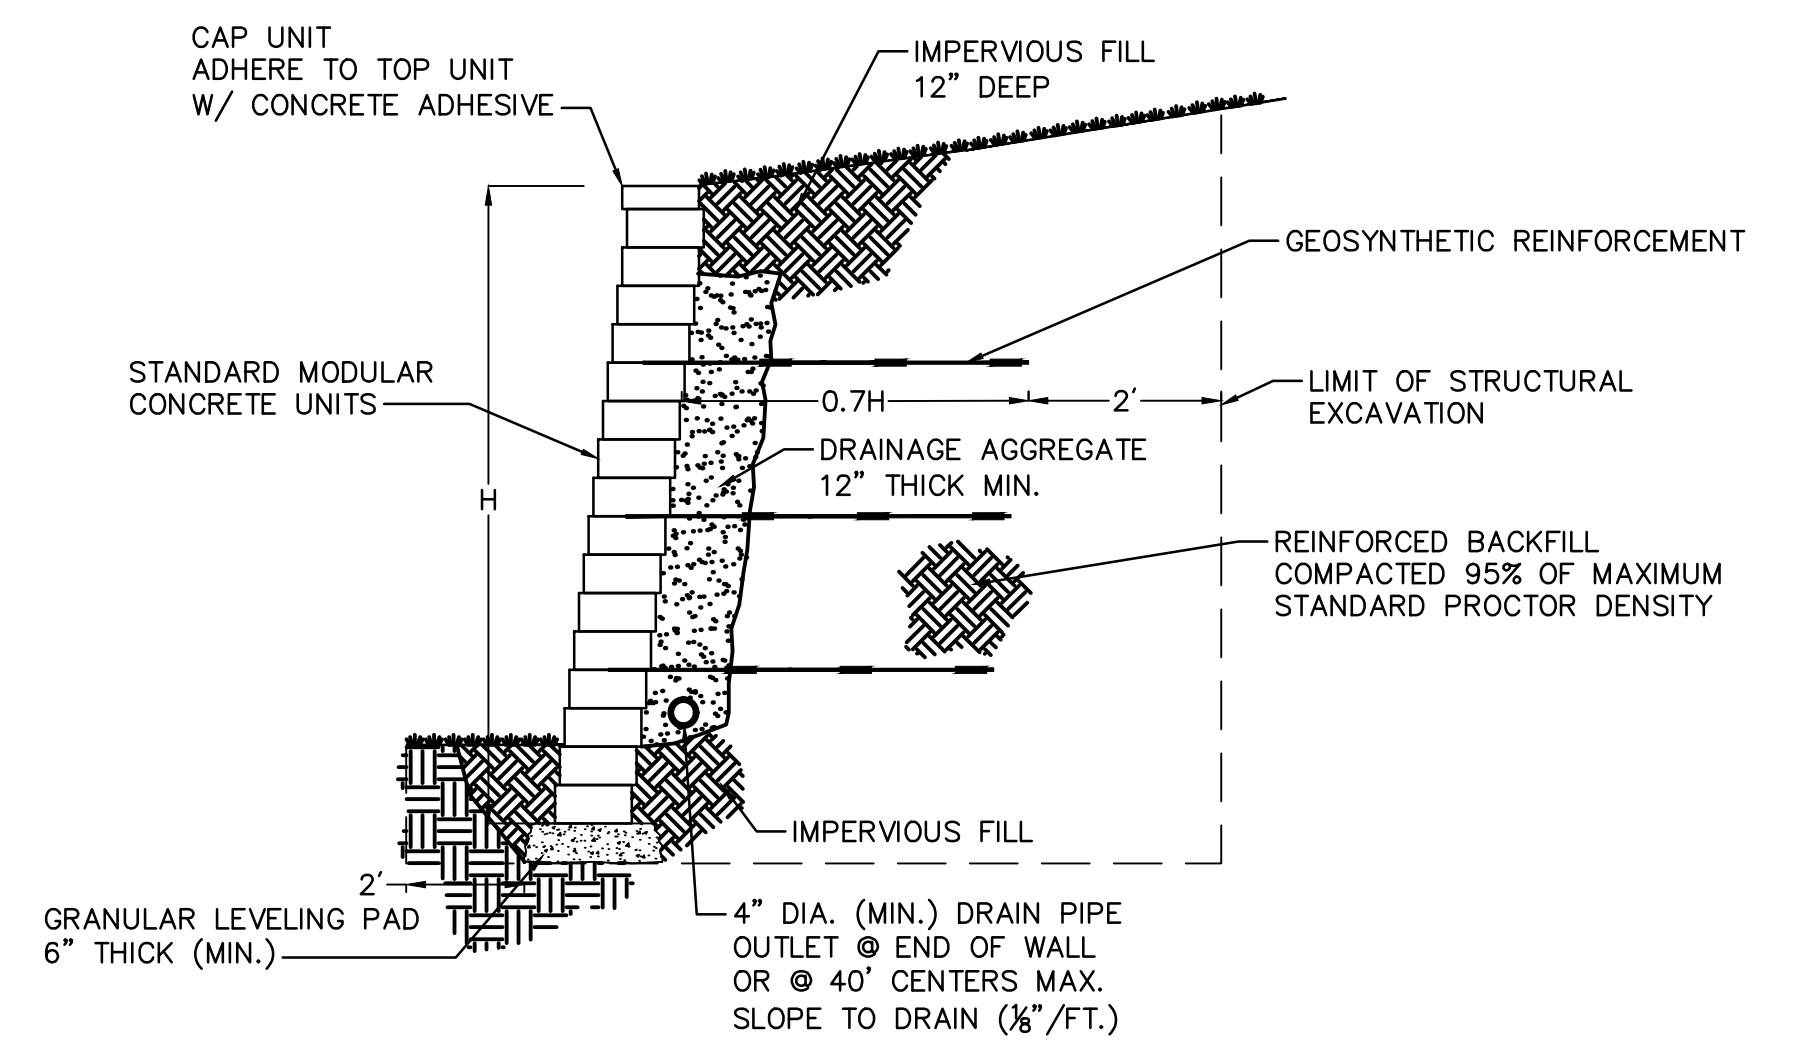 CAP UNIT
ADHERE TO TOP UNIT
W/ CONCRETE ADHESIVE
IMPERVIOUS FILL
12" DEEP
GEOSYNTHETIC REINFORCEMENT
STANDARD MODULAR
CONCRETE UNITS
0.7H
2'
LIMIT OF STRUCTURAL
EXCAVATION
DRAINAGE AGGREGATE
12" THICK MIN.
H
REINFORCED BACKFILL
COMPACTED 95% OF MAXIMUM
STANDARD PROCTOR DENSITY
IMPERVIOUS FILL
2'
GRANULAR LEVELING PAD
6" THICK (MIN.)
4" DIA. (MIN.) DRAIN PIPE
OUTLET @ END OF WALL
OR @ 40' CENTERS MAX.
SLOPE TO DRAIN (⅛"/FT.)